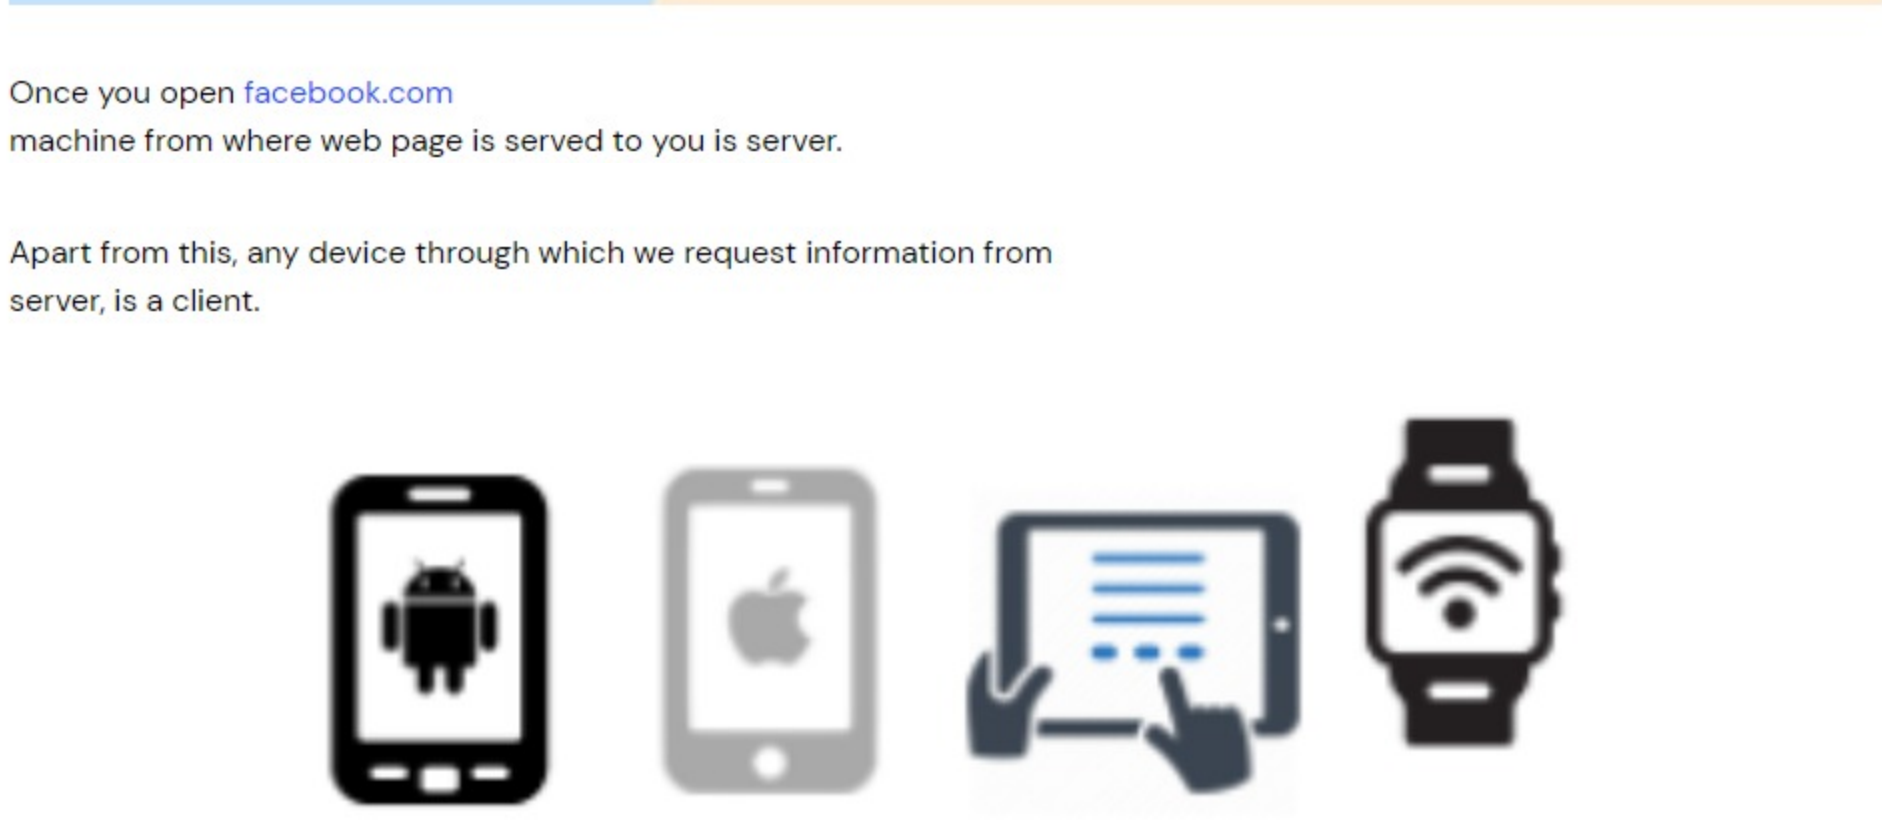 Once you open facebook.com
machine from where web page is served to you is server.
Apart from this, any device through which we request information from
server, is a client.